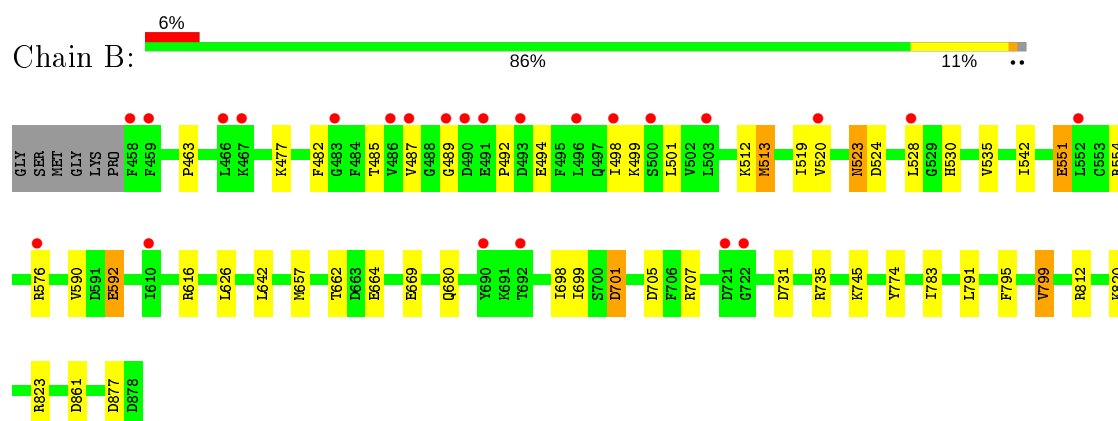 6%
Chain B:
86% 11% ••
GLY SER MET GLY LYS PRO F458 F459 P463 L466 K467 K477 F482 G483 F484 T485 V486 V487 G488 G489 D490 E491 P492 D493 E494 F495 L496 Q497 I498 K499 S500 L501 V502 L503 K512 M513 I519 V520 N523 D524 L528 G529 H530 V535 I542 E551 L552 C553 R554
R576 V590 D591 E592 I610 R616 L626 L642 M657 T662 D663 E664 E669 Q680 Y690 K691 T692 I698 I699 S700 D701 D705 F706 R707 D721 G722 D731 R735 K745 Y774 I783 L791 F795 V799 R812 K820
R823 D861 D877 D878